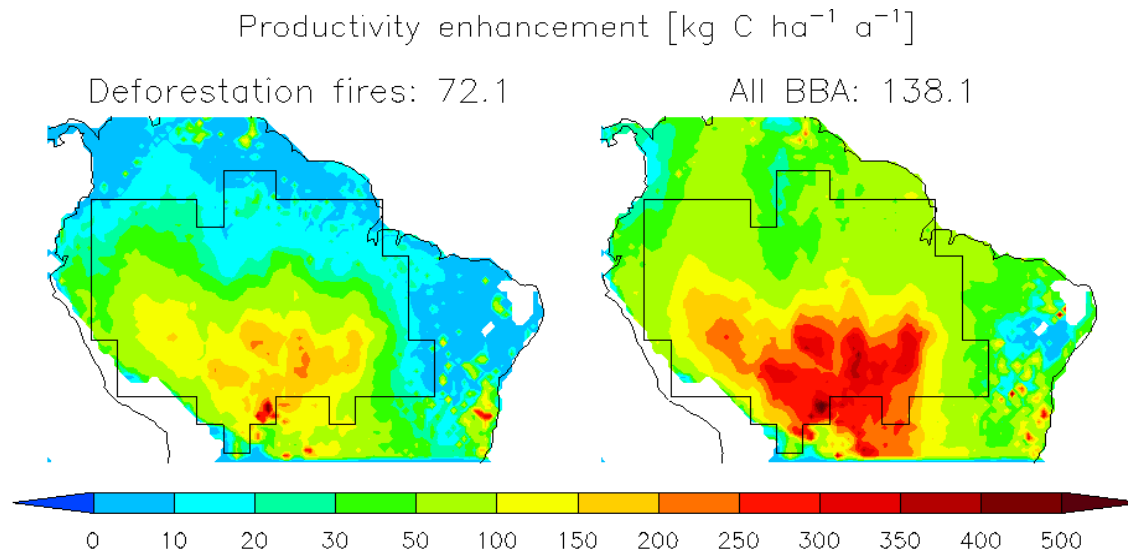 Productivity enhancement [kg C ha⁻¹ a⁻¹]
Deforestation fires: 72.1
All BBA: 138.1
0 10 20 30 50 100 150 200 250 300 350 400 500